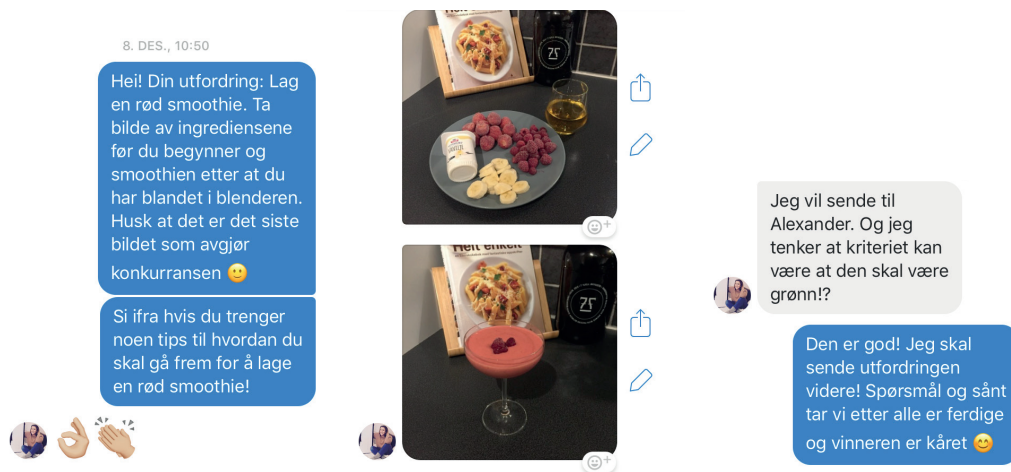 8. DES., 10:50
Hei! Din utfordring: Lag
en rød smoothie. Ta
bilde av ingrediensene
før du begynner og
smoothien etter at du
har blandet i blenderen.
Husk at det er det siste
bildet som avgjør
konkurransen 🙂
Si ifra hvis du trenger
noen tips til hvordan du
skal gå frem for å lage
en rød smoothie!
👌🏼 👏🏼
Helt enkelt
Jeg vil sende til
Alexander. Og jeg
tenker at kriteriet kan
være at den skal være
grønn!?
Den er god! Jeg skal
sende utfordringen
videre! Spørsmål og sånt
tar vi etter alle er ferdige
og vinneren er kåret 😊